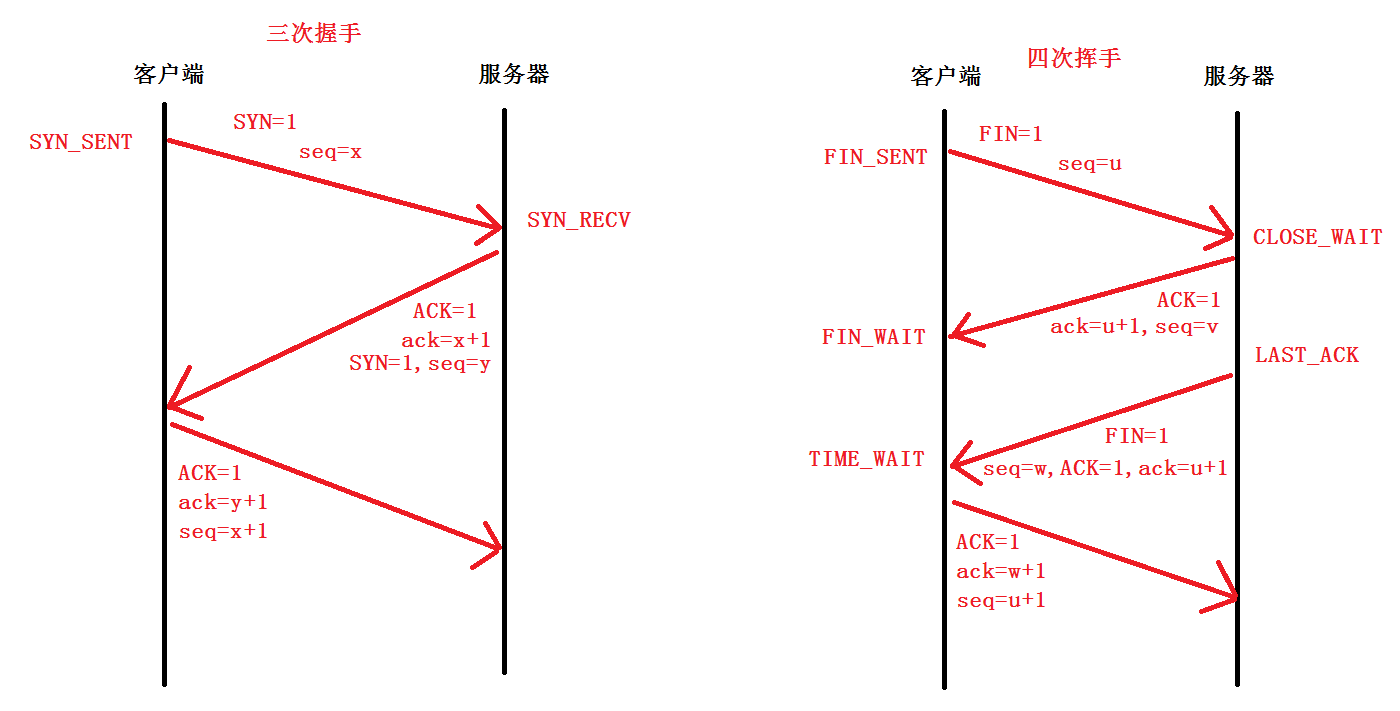 三次握手
客户端
服务器
SYN_SENT
SYN=1
seq=x
SYN_RECV
ACK=1
ack=x+1
SYN=1,seq=y
ACK=1
ack=y+1
seq=x+1
四次挥手
客户端
服务器
FIN_SENT
FIN=1
seq=u
CLOSE_WAIT
ACK=1
ack=u+1,seq=v
FIN_WAIT
LAST_ACK
FIN=1
seq=w,ACK=1,ack=u+1
TIME_WAIT
ACK=1
ack=w+1
seq=u+1